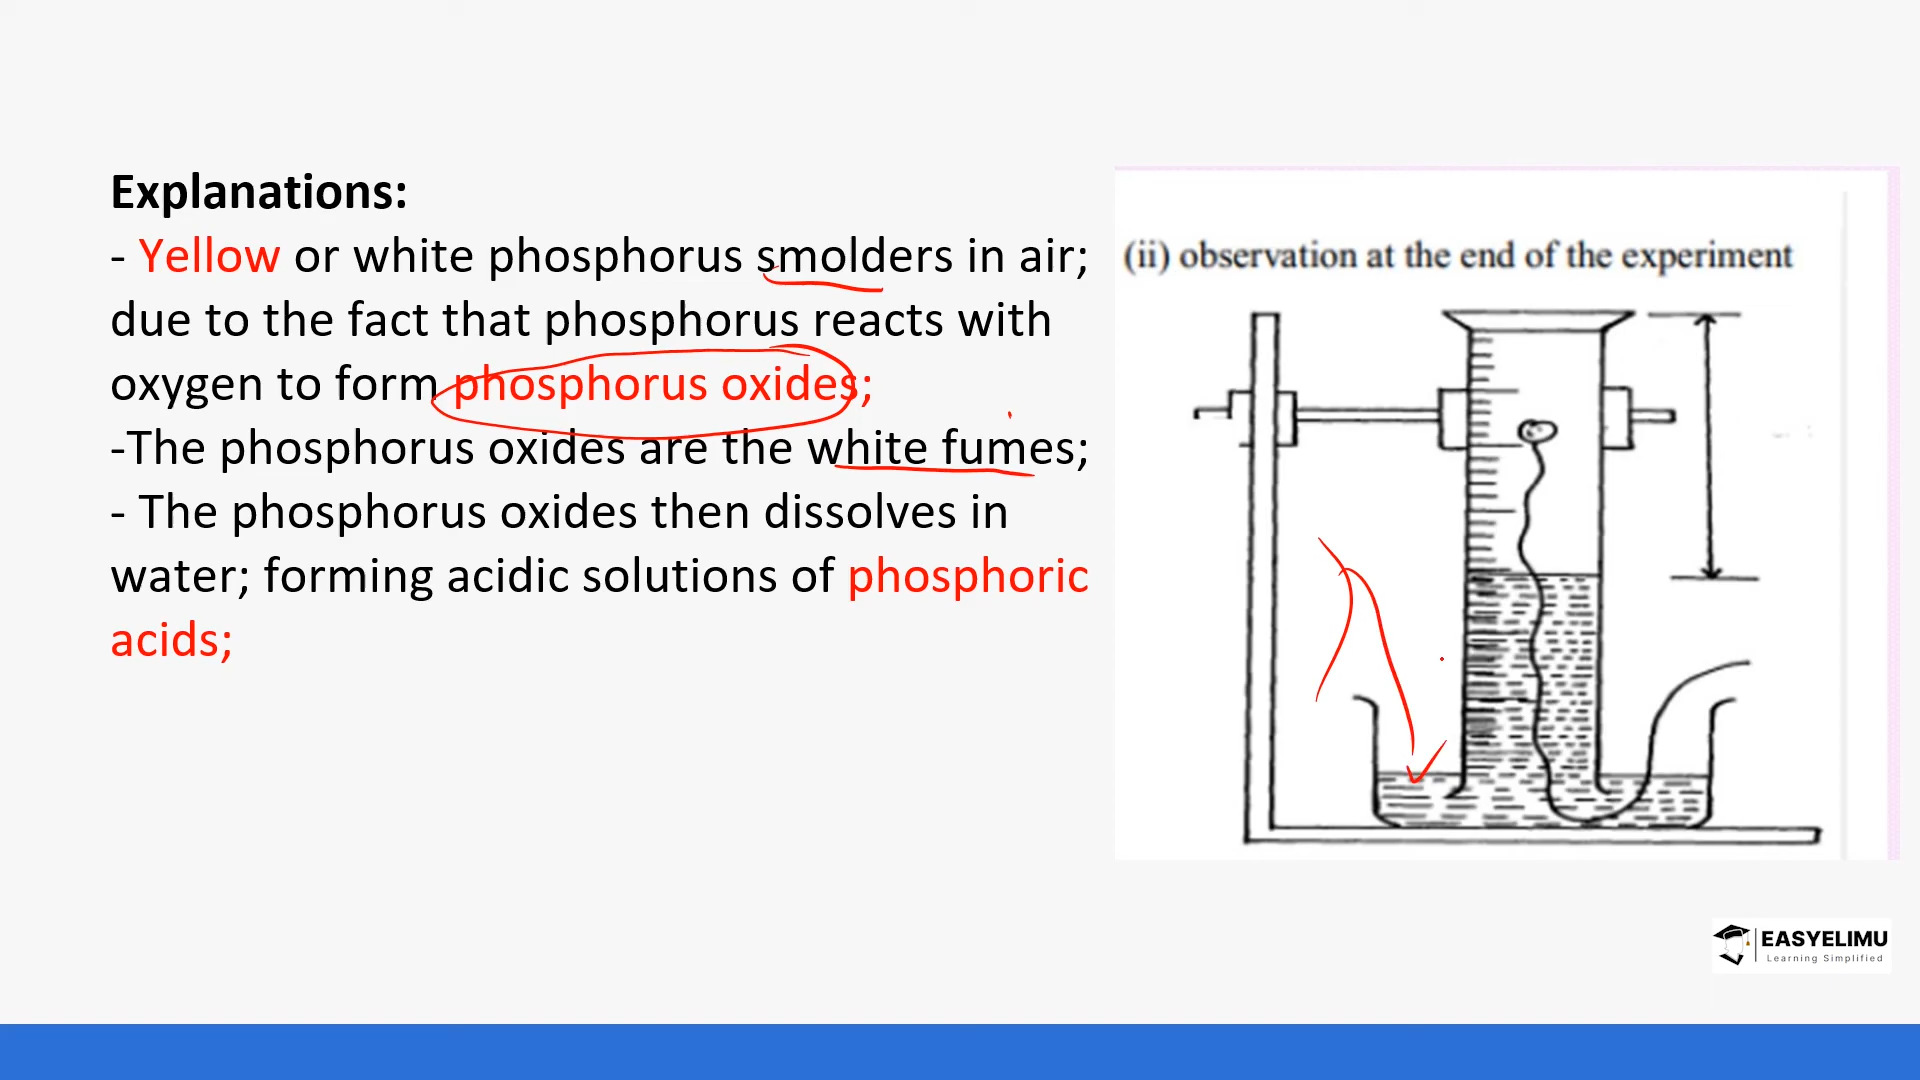 Explanations:
- Yellow or white phosphorus smolders in air;
due to the fact that phosphorus reacts with
oxygen to form phosphorus oxides;
-The phosphorus oxides are the white fumes;
- The phosphorus oxides then dissolves in
water; forming acidic solutions of phosphoric
acids;
(ii) observation at the end of the experiment
EASYELIMU
Learning Simplified